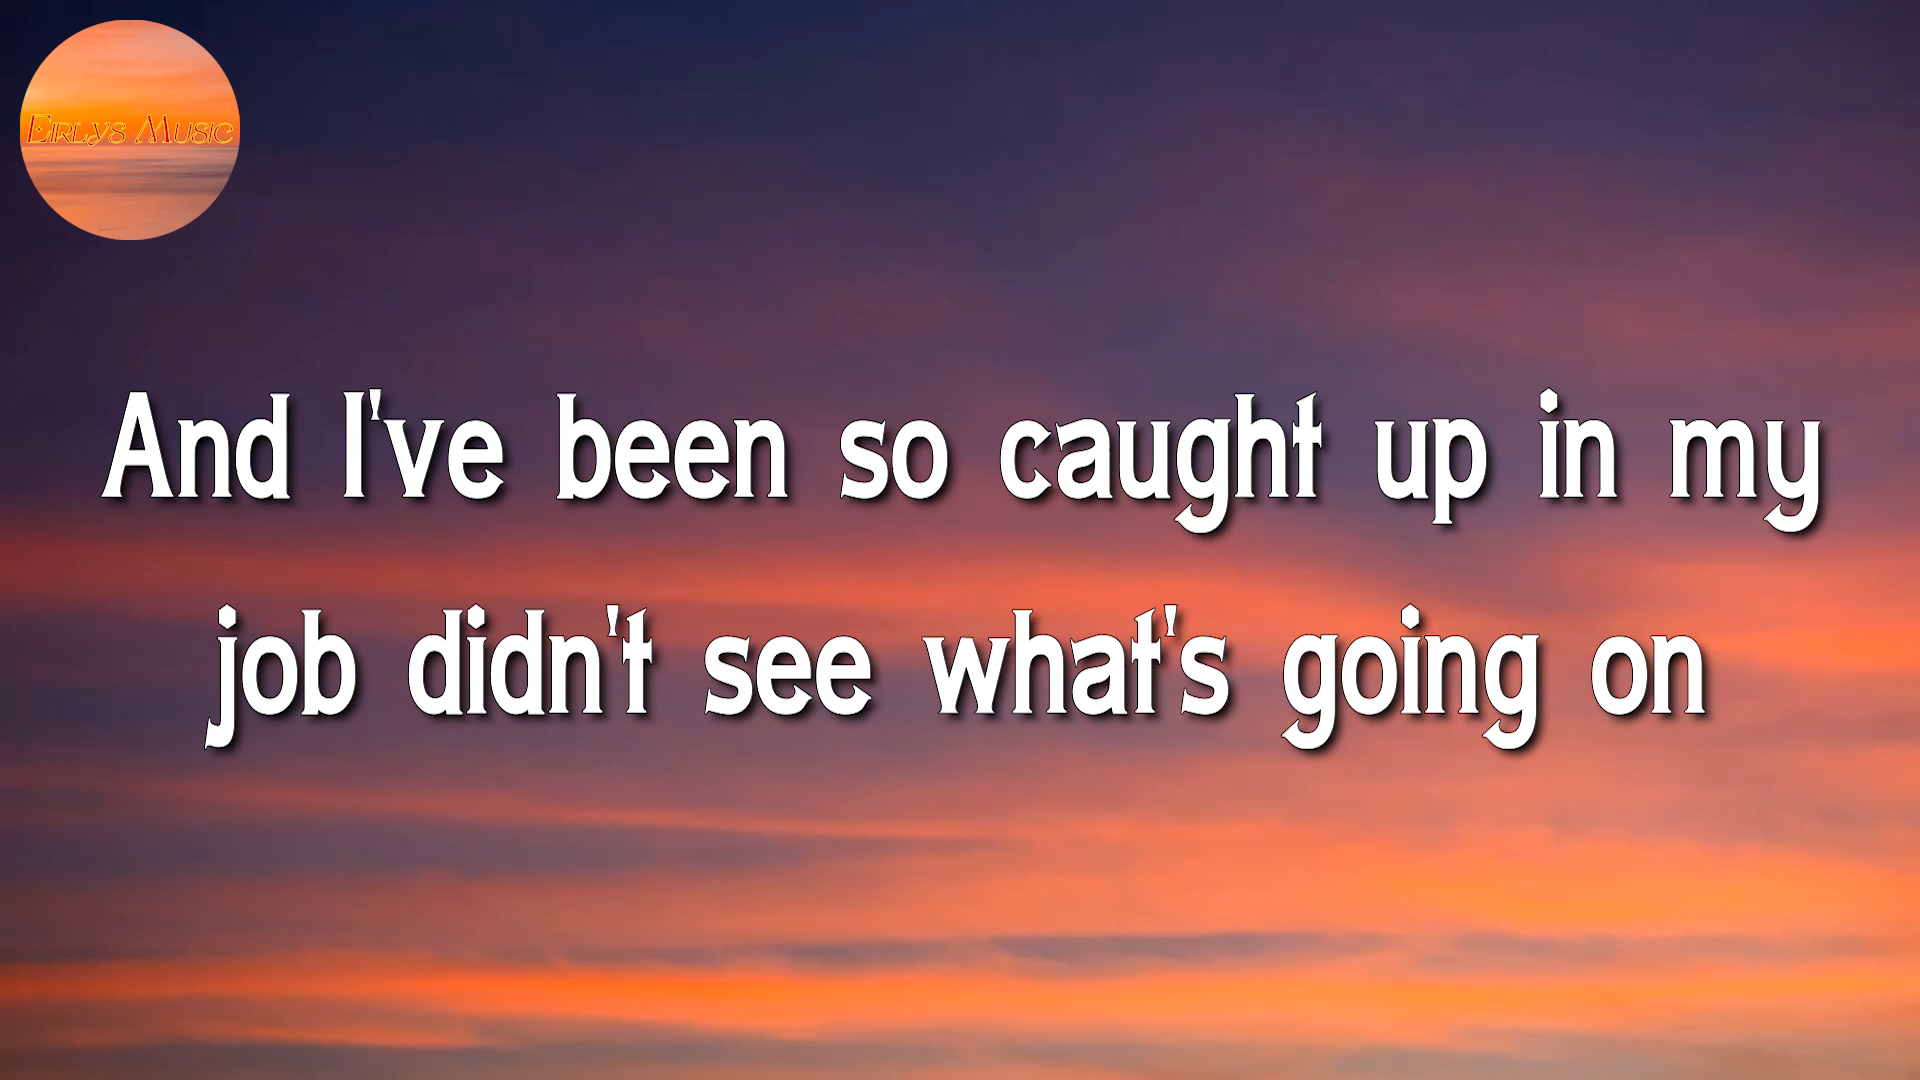 Eirlys Music
And I've been so caught up in my
job didn't see what's going on